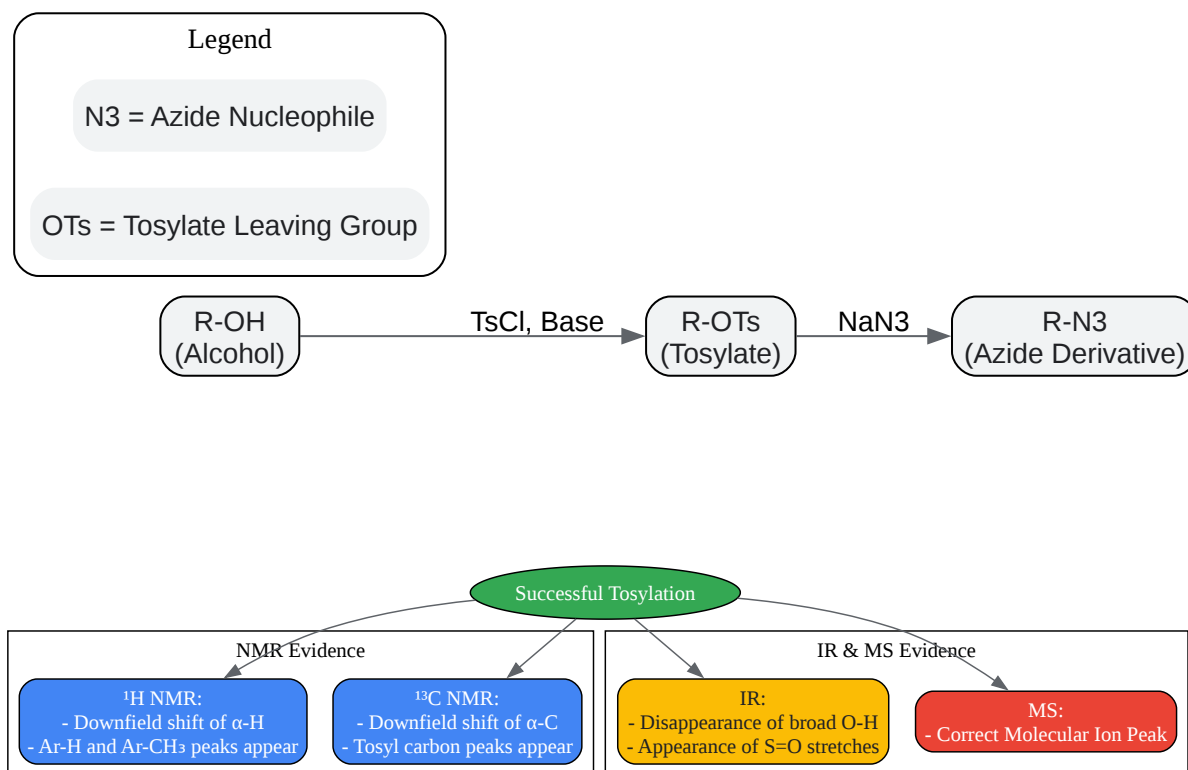 Legend
N3 = Azide Nucleophile
OTs = Tosylate Leaving Group
R-OH
(Alcohol)
TsCl, Base
R-OTs
(Tosylate)
NaN3
R-N3
(Azide Derivative)
Successful Tosylation
NMR Evidence
¹H NMR:
- Downfield shift of α-H
- Ar-H and Ar-CH₃ peaks appear
¹³C NMR:
- Downfield shift of α-C
- Tosyl carbon peaks appear
IR & MS Evidence
IR:
- Disappearance of broad O-H
- Appearance of S=O stretches
MS:
- Correct Molecular Ion Peak